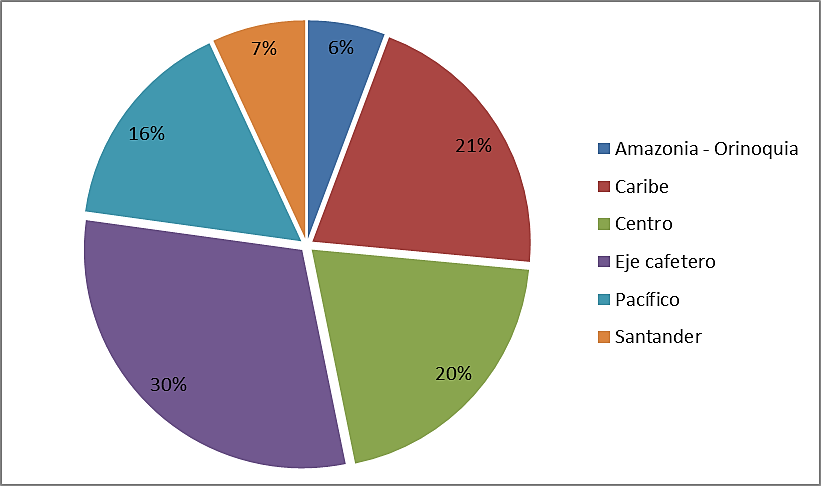 7%
6%
16%
21%
30%
20%
Amazonia - Orinoquia
Caribe
Centro
Eje cafetero
Pacífico
Santander